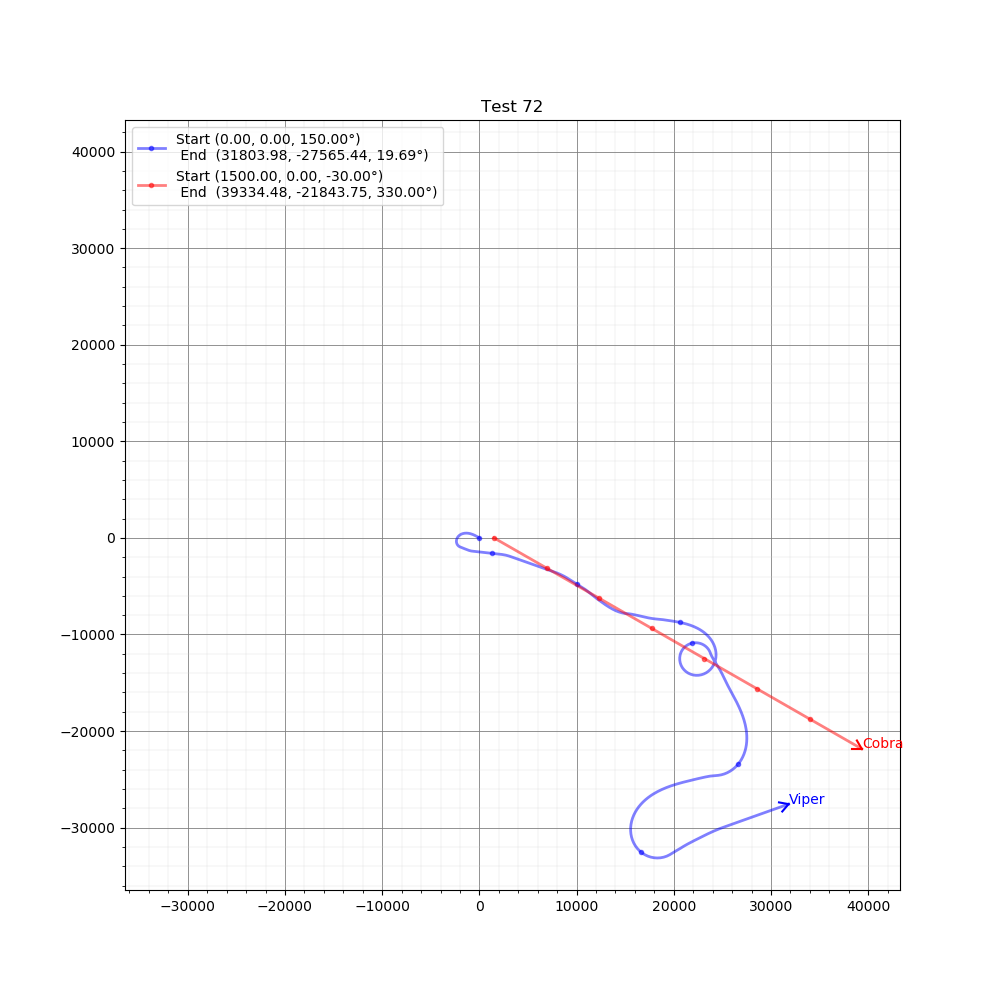 Test 72
Start (0.00, 0.00, 150.00°)
End (31803.98, -27565.44, 19.69°)
Start (1500.00, 0.00, -30.00°)
End (39334.48, -21843.75, 330.00°)
40000
30000
20000
10000
0
−10000
−20000
−30000
Cobra
Viper
−30000 −20000 −10000 0 10000 20000 30000 40000